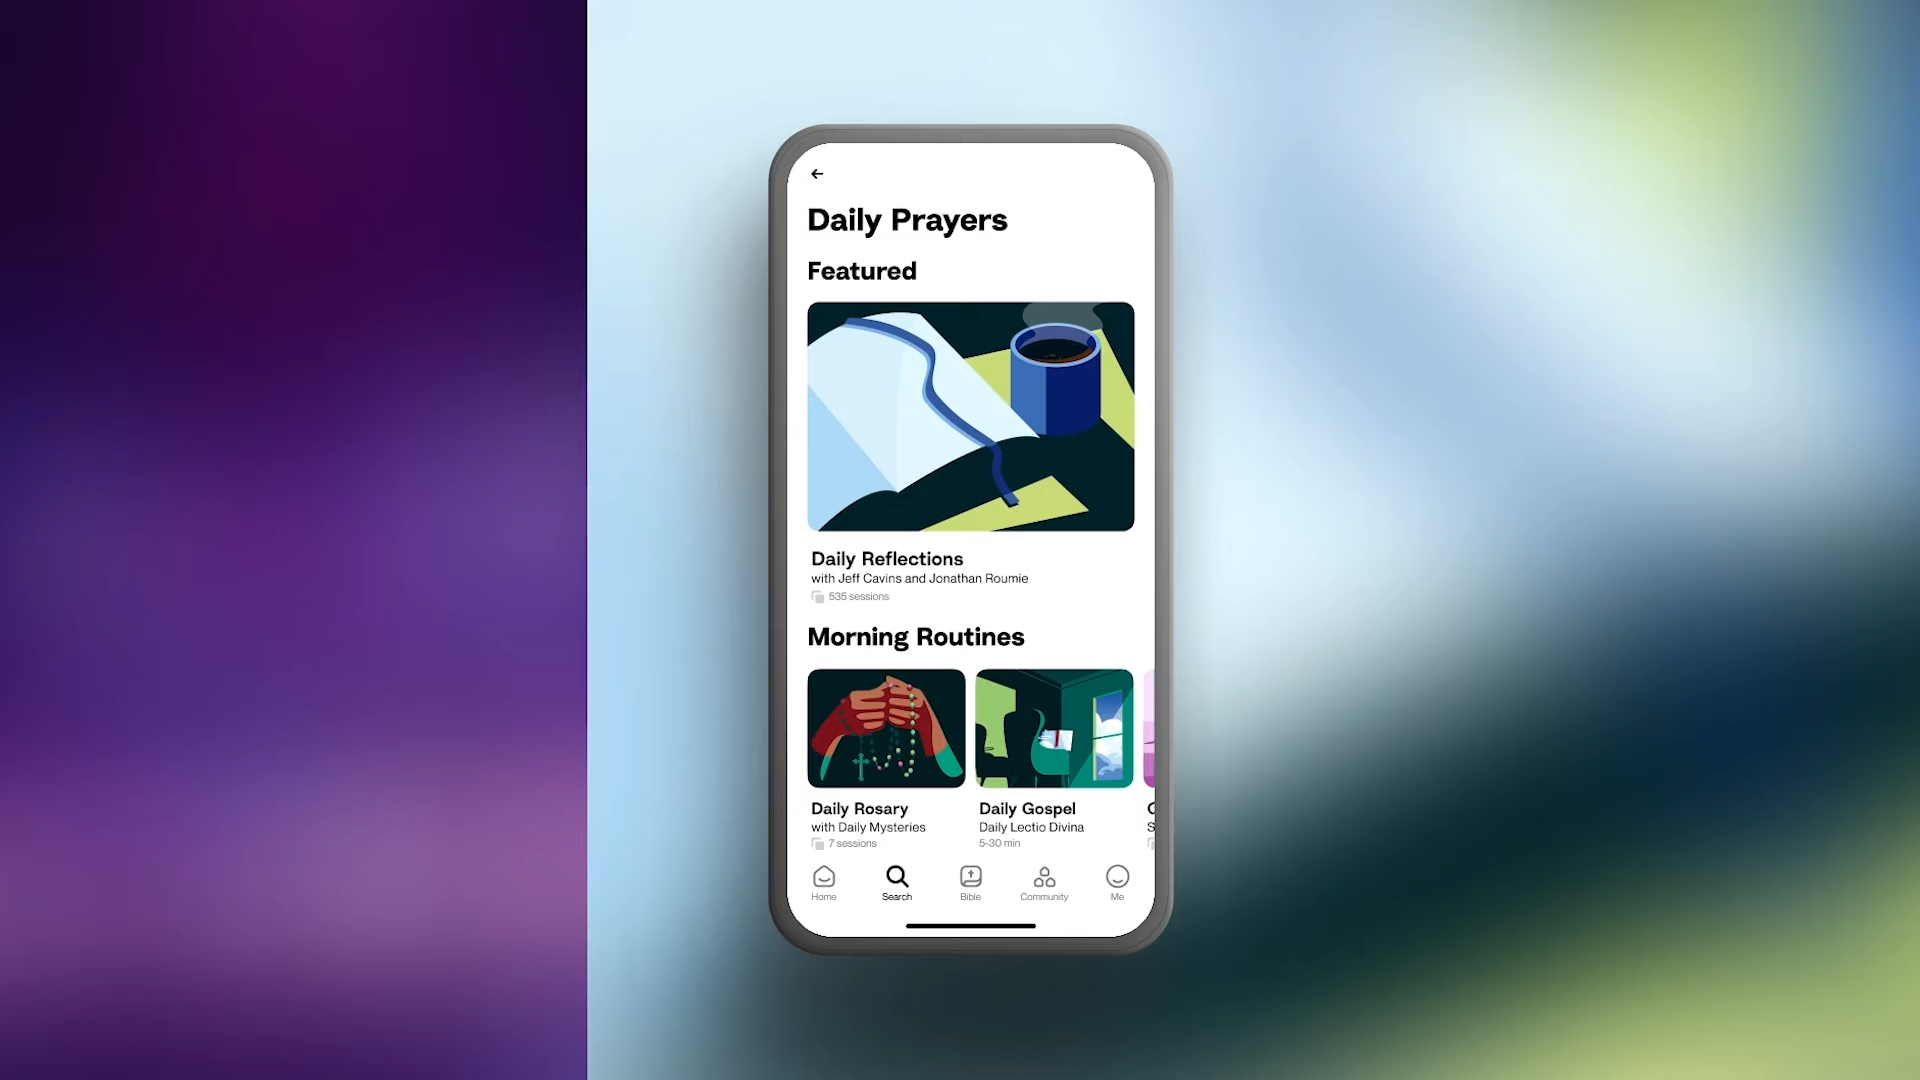 Daily Prayers
Featured
Daily Reflections
with Jeff Cavins and Jonathan Roumie
535 sessions
Morning Routines
Daily Rosary
with Daily Mysteries
7 sessions
Daily Gospel
Daily Lectio Divina
5-30 min
Home
Search
Bible
Community
Me